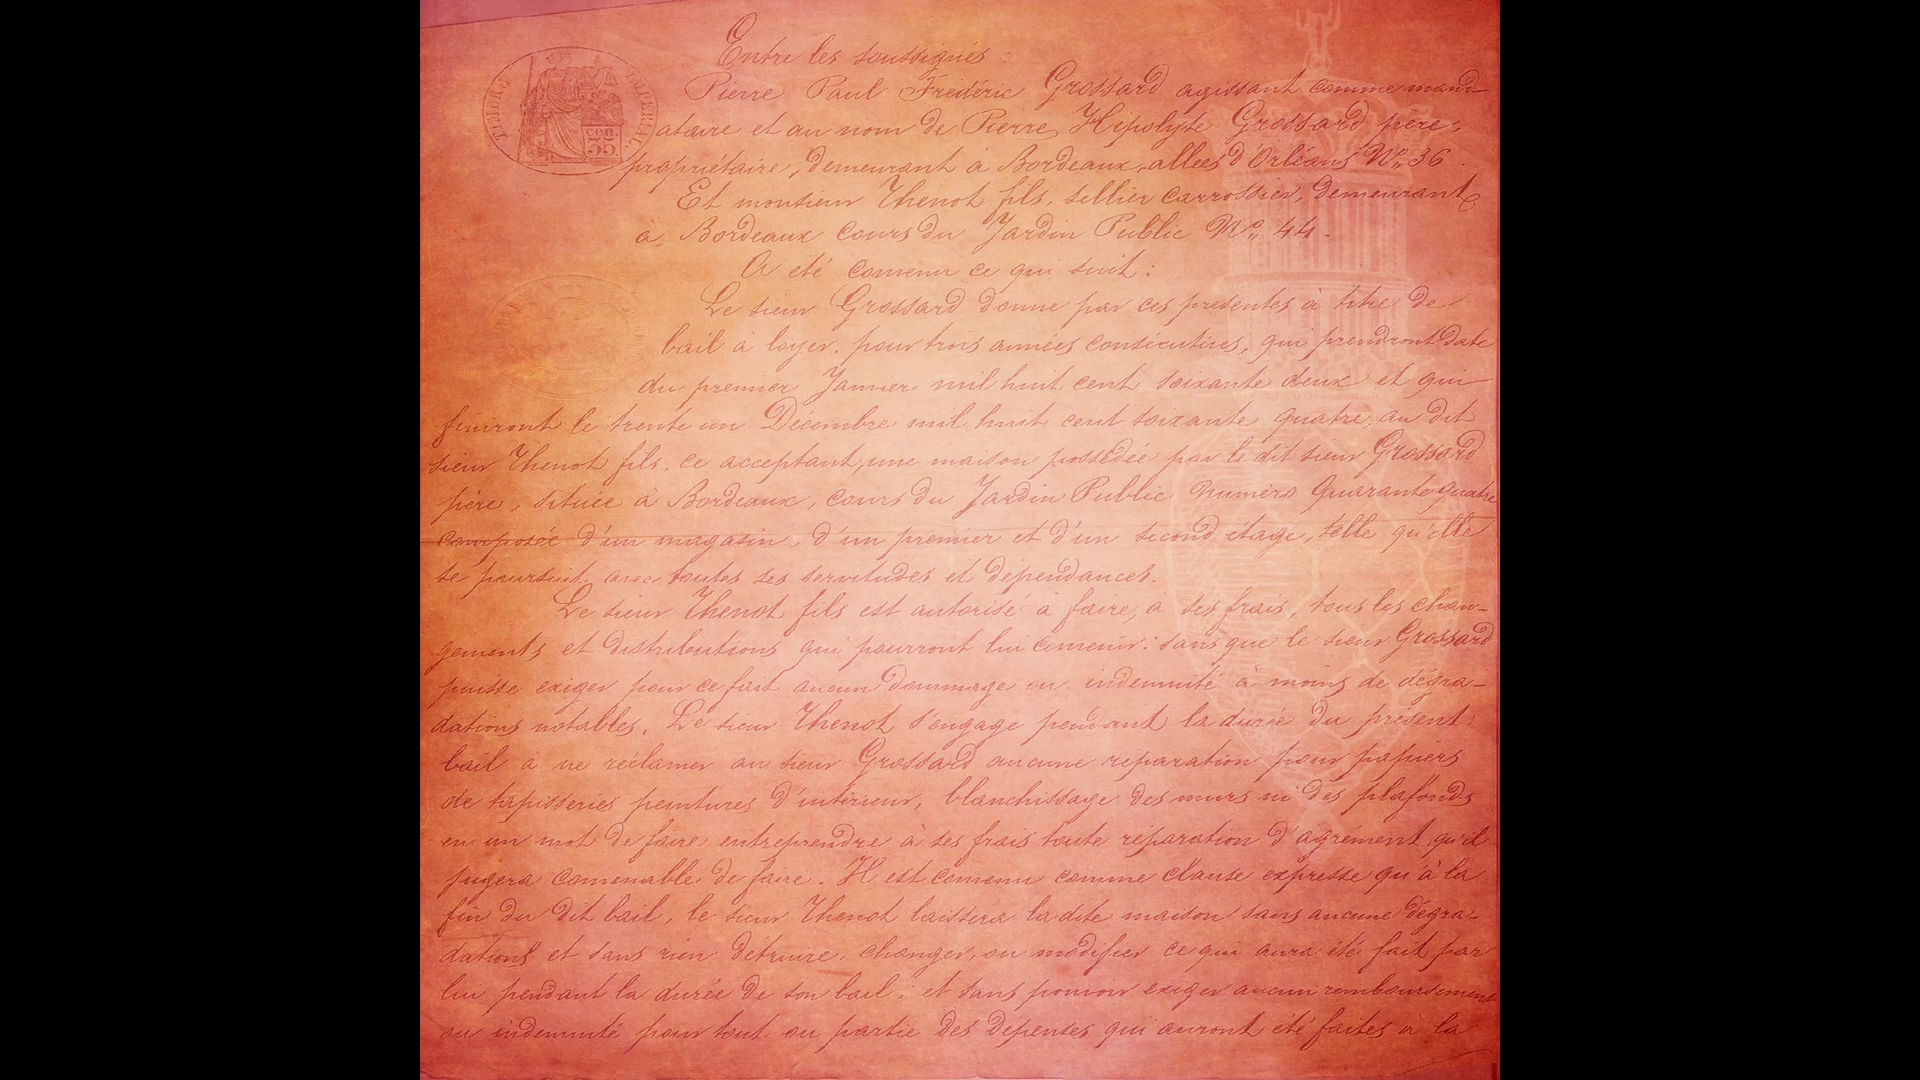 Entre les soussignés :
TIMBRE IMPERIAL.
cen. 35
Pierre Paul Frédéric Grossard agissant comme mand-
ataire et au nom de Pierre Hipolyte Grossard père,
propriétaire, demeurant à Bordeaux, allées d'Orléans No. 36.
Et monsieur Thenot fils, sellier carrossier, demeurant
à Bordeaux cours du Jardin Public No. 44.
A été convenu ce qui suit :
Le sieur Grossard donne par ces presentes à titre de
bail à loyer, pour trois années consécutives, qui prendront date
du premier Janvier mil huit cent soixante deux et qui
finiront le trente un Décembre mil huit cent soixante quatre, au dit
sieur Thenot fils, ce acceptant, une maison possédée par le dit sieur Grossard
père, située à Bordeaux, cours du Jardin Public numéro Quarante quatre
composée d'un magasin, d'un premier et d'un second étage, telle qu'elle
se poursuit, avec toutes ses servitudes et dépendances.
Le sieur Thenot fils est autorisé à faire, a ses frais, tous les chan-
gements et distributions qui pourront lui convenir : sans que le sieur Grossard
puisse exiger pour ce fait aucun dommage ou indemnité à moins de dégra-
dations notables. Le sieur Thenot s'engage pendant la durée du présent
bail à ne réclamer au sieur Grossard aucune réparation pour papiers
de tapisseries peintures d'intérieur, blanchissage des murs ni des plafonds
en un mot de faire entreprendre à ses frais toute réparation d'agrément qu'il
jugera convenable de faire. Il est convenu comme clause expresse qu'à la
fin du dit bail, le sieur Thenot laissera la dite maison sans aucune dégra-
dations et sans rien detruire, changer, ou modifier ce qui aura été fait par
lui pendant la durée de son bail ; et sans pouvoir exiger aucun remboursement
ou indemnité pour tout ou partie des dépenses qui auront été faites a la